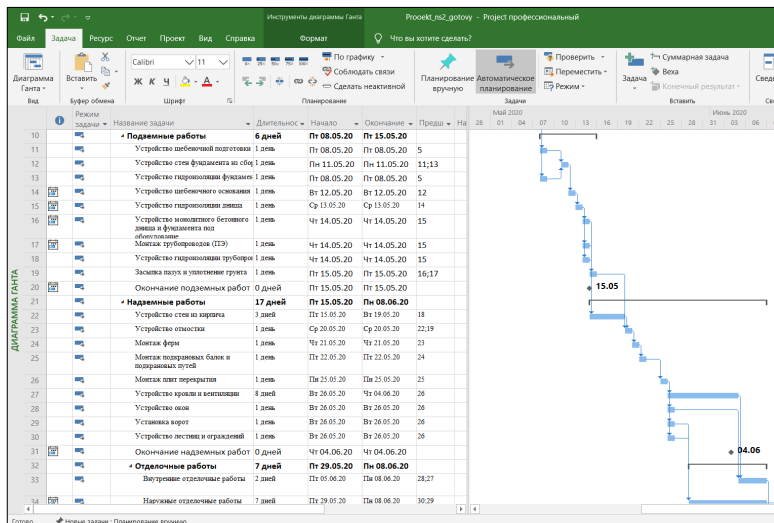 Инструменты диаграммы Ганта
Prooekt_ns2_gotovy - Project профессиональный
Файл Задача Ресурс Отчет Проект Вид Справка Формат Что вы хотите сделать?
Диаграмма Ганта
Вид
Вставить
Буфер обмена
Calibri 11
Ж К Ч А
Шрифт
0% 25% 50% 75% 100%
По графику
Соблюдать связи
Сделать неактивной
Планирование
Планирование вручную
Автоматическое планирование
Проверить
Переместить
Режим
Задачи
Задача
Суммарная задача
Веха
Конечный результат
Вставить
Май 2020 Июнь 2020
Режим задачи Название задачи Длительнос Начало Окончание Предш На 28 01 04 07 10 13 16 19 22 25 28 31 03 06
10 Подземные работы 6 дней Пт 08.05.20 Пт 15.05.20
11 Устройство щебеночной подготовки 1 день Пт 08.05.20 Пт 08.05.20 5
12 Устройство стен фундамента из сбор 1 день Пн 11.05.20 Пн 11.05.20 11;13
13 Устройство гидроизоляции фундамен 1 день Пт 08.05.20 Пт 08.05.20 5
14 Устройство щебеночного основания 1 день Вт 12.05.20 Вт 12.05.20 12
15 Устройство гидроизоляции днища 1 день Ср 13.05.20 Ср 13.05.20 14
16 Устройство монолитного бетонного днища и фундамента под оборудование 1 день Чт 14.05.20 Чт 14.05.20 15
17 Монтаж трубопроводов (ПЭ) 1 день Чт 14.05.20 Чт 14.05.20 15
18 Устройство гидроизоляции трубопров 1 день Чт 14.05.20 Чт 14.05.20 15
19 Засыпка пазух и уплотнение грунта 1 день Пт 15.05.20 Пт 15.05.20 16;17
20 Окончание подземных работ 0 дней Пт 15.05.20 Пт 15.05.20 15.05
21 Надземные работы 17 дней Пт 15.05.20 Пн 08.06.20
22 Устройство стен из кирпича 3 дней Пт 15.05.20 Вт 19.05.20 18
23 Устройство отмостки 1 день Ср 20.05.20 Ср 20.05.20 22;19
24 Монтаж ферм 1 день Чт 21.05.20 Чт 21.05.20 23
25 Монтаж подкрановых балок и подкрановых путей 1 день Пт 22.05.20 Пт 22.05.20 24
26 Монтаж плит перекрытия 1 день Пн 25.05.20 Пн 25.05.20 25
27 Устройство кровли и вентиляции 8 дней Вт 26.05.20 Чт 04.06.20 26
28 Устройство окон 1 день Вт 26.05.20 Вт 26.05.20 26
29 Установка ворот 1 день Вт 26.05.20 Вт 26.05.20 26
30 Устройство лестниц и ограждений 1 день Вт 26.05.20 Вт 26.05.20 26
31 Окончание надземных работ 0 дней Чт 04.06.20 Чт 04.06.20 04.06
32 Отделочные работы 7 дней Пт 29.05.20 Пн 08.06.20
33 Внутренние отделочные работы 2 дней Пт 05.06.20 Пн 08.06.20 28;27
34 Наружные отделочные работы 7 дней Пт 29.05.20 Пн 08.06.20 30;29
ДИАГРАММА ГАНТА
Готово Новые задачи : Планирование вручную